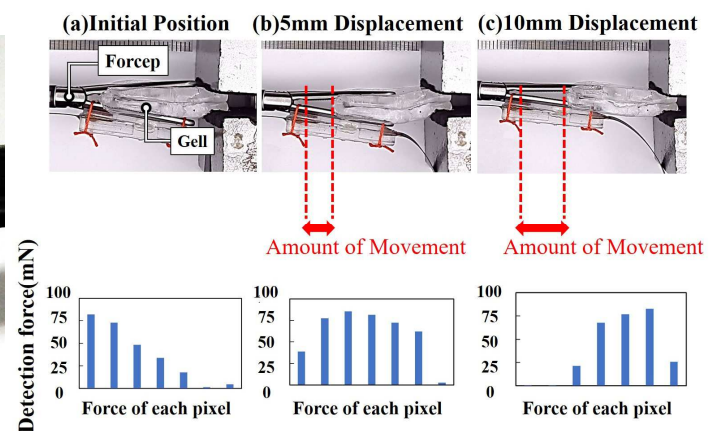 (a)Initial Position
(b)5mm Displacement
(c)10mm Displacement
Forcep
Gell
Amount of Movement
Amount of Movement
Detection force(mN)
100
75
50
25
0
Force of each pixel
100
75
50
25
0
Force of each pixel
100
75
50
25
0
Force of each pixel